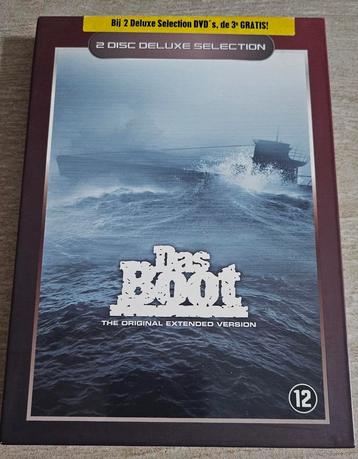 Bij 2 Deluxe Selection DVD´s, de 3e GRATIS!
2 DISC DELUXE SELECTION
Das
Boot
THE ORIGINAL EXTENDED VERSION
12